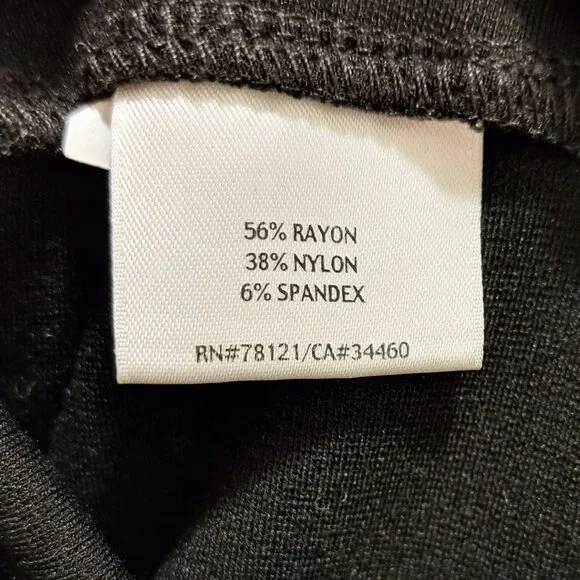 56% RAYON
38% NYLON
6% SPANDEX
RN#78121/CA#34460